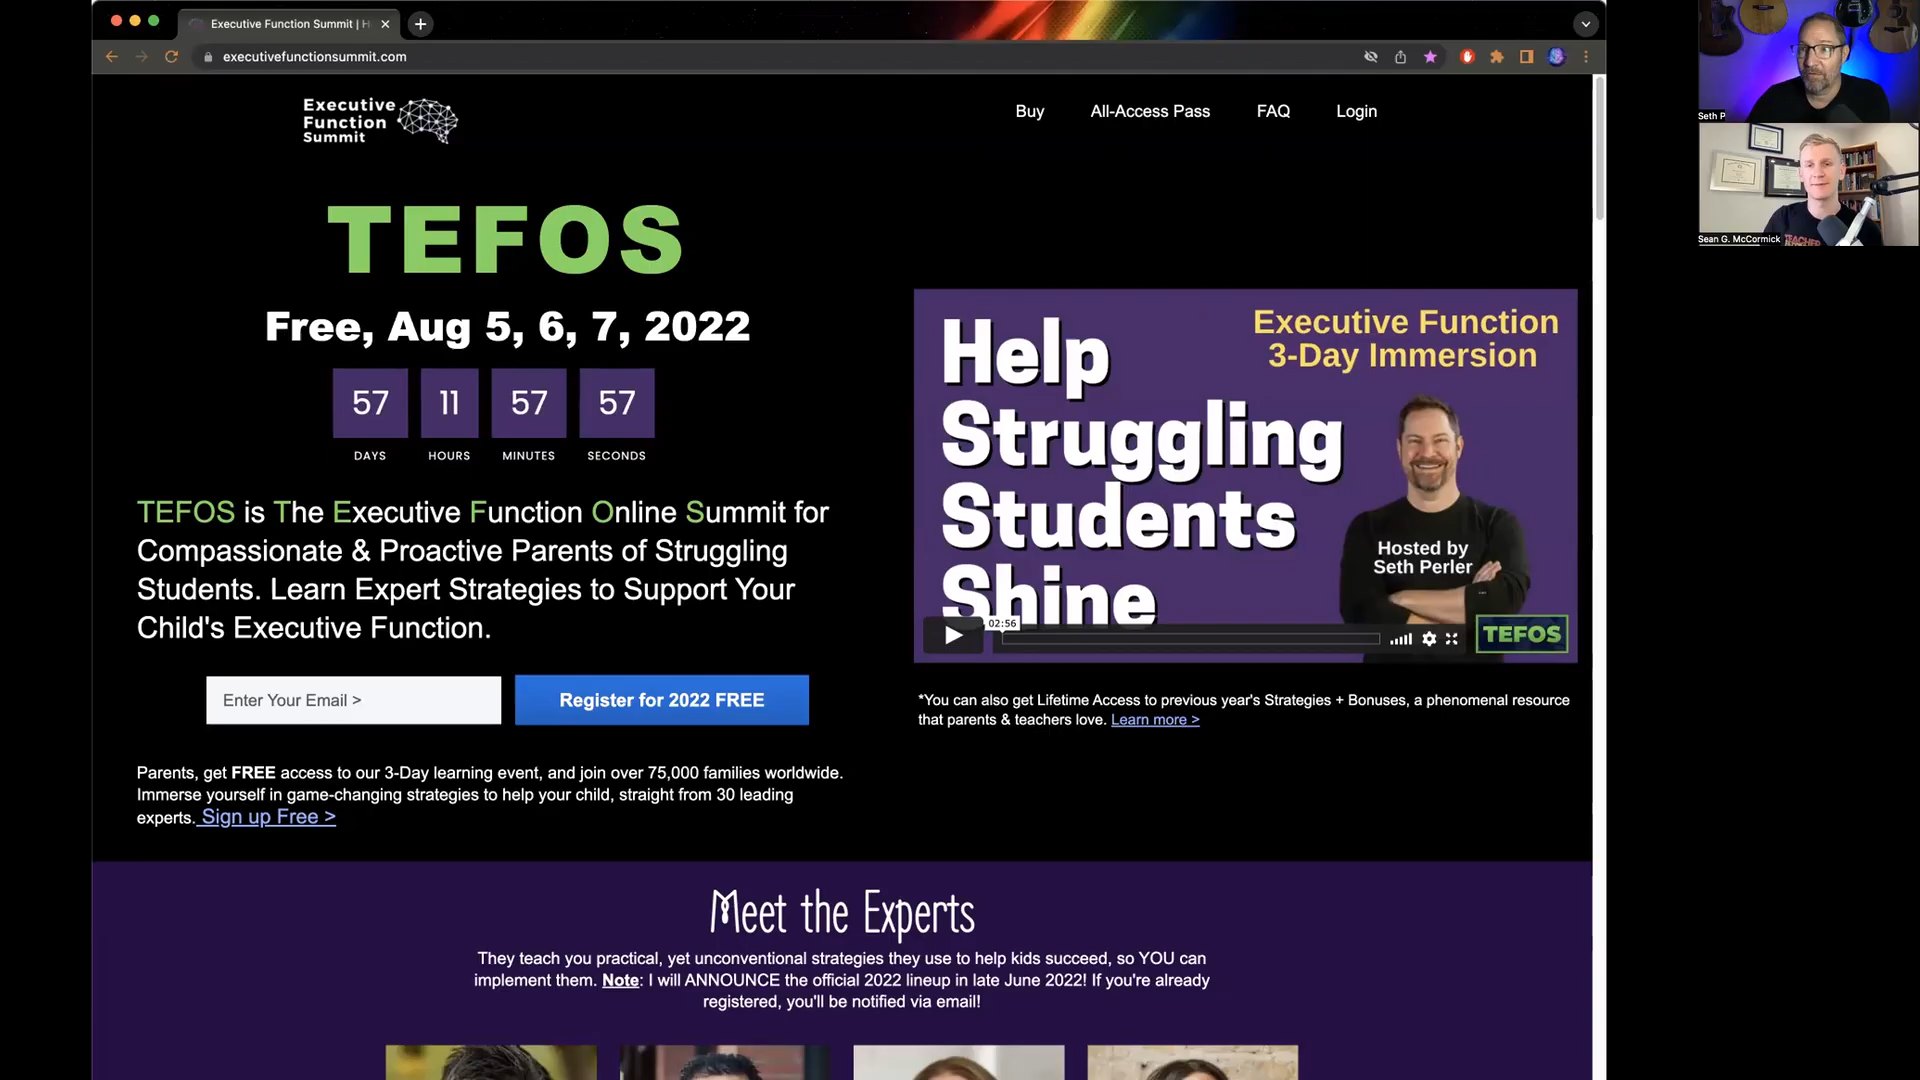 Executive Function Summit | H
executivefunctionsummit.com
Executive
Function
Summit
Buy
All-Access Pass
FAQ
Login
TEFOS
Free, Aug 5, 6, 7, 2022
57
11
57
57
DAYS
HOURS
MINUTES
SECONDS
TEFOS is The Executive Function Online Summit for
Compassionate & Proactive Parents of Struggling
Students. Learn Expert Strategies to Support Your
Child's Executive Function.
Enter Your Email >
Register for 2022 FREE
Parents, get FREE access to our 3-Day learning event, and join over 75,000 families worldwide.
Immerse yourself in game-changing strategies to help your child, straight from 30 leading
experts. Sign up Free >
Executive Function
3-Day Immersion
Help
Struggling
Students
Shine
Hosted by
Seth Perler
02:56
TEFOS
*You can also get Lifetime Access to previous year's Strategies + Bonuses, a phenomenal resource
that parents & teachers love. Learn more >
Meet the Experts
They teach you practical, yet unconventional strategies they use to help kids succeed, so YOU can
implement them. Note: I will ANNOUNCE the official 2022 lineup in late June 2022! If you're already
registered, you'll be notified via email!
Seth P
TEACHER
Sean G. McCormick